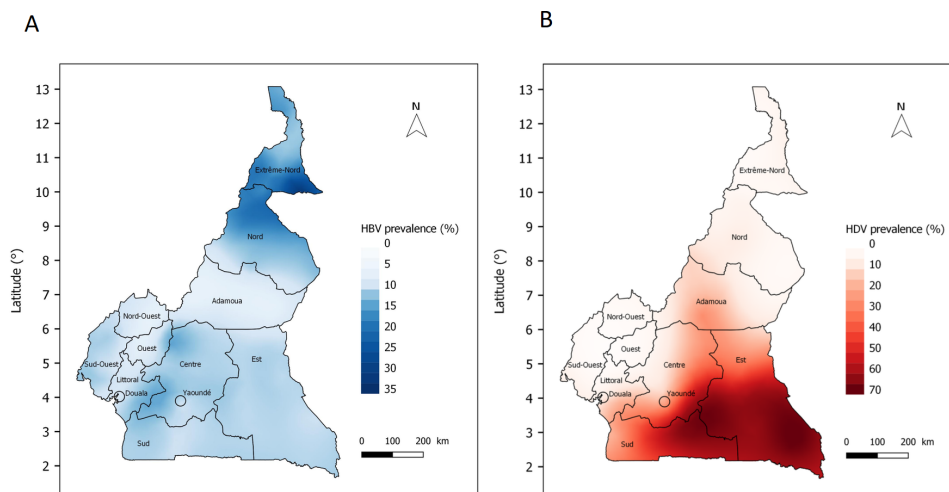 A
B
13
12
11
10
9
8
7
6
5
4
3
2
Latitude (°)
N
Extrême-Nord
Nord
Adamoua
Nord-Ouest
Ouest
Sud-Ouest
Centre
Est
Littoral
Douala
Yaoundé
Sud
HBV prevalence (%)
0
5
10
15
20
25
30
35
0 100 200 km
13
12
11
10
9
8
7
6
5
4
3
2
Latitude (°)
N
Extrême-Nord
Nord
Adamoua
Nord-Ouest
Ouest
Sud-Ouest
Centre
Est
Littoral
Douala
Yaoundé
Sud
HDV prevalence (%)
0
10
20
30
40
50
60
70
0 100 200 km